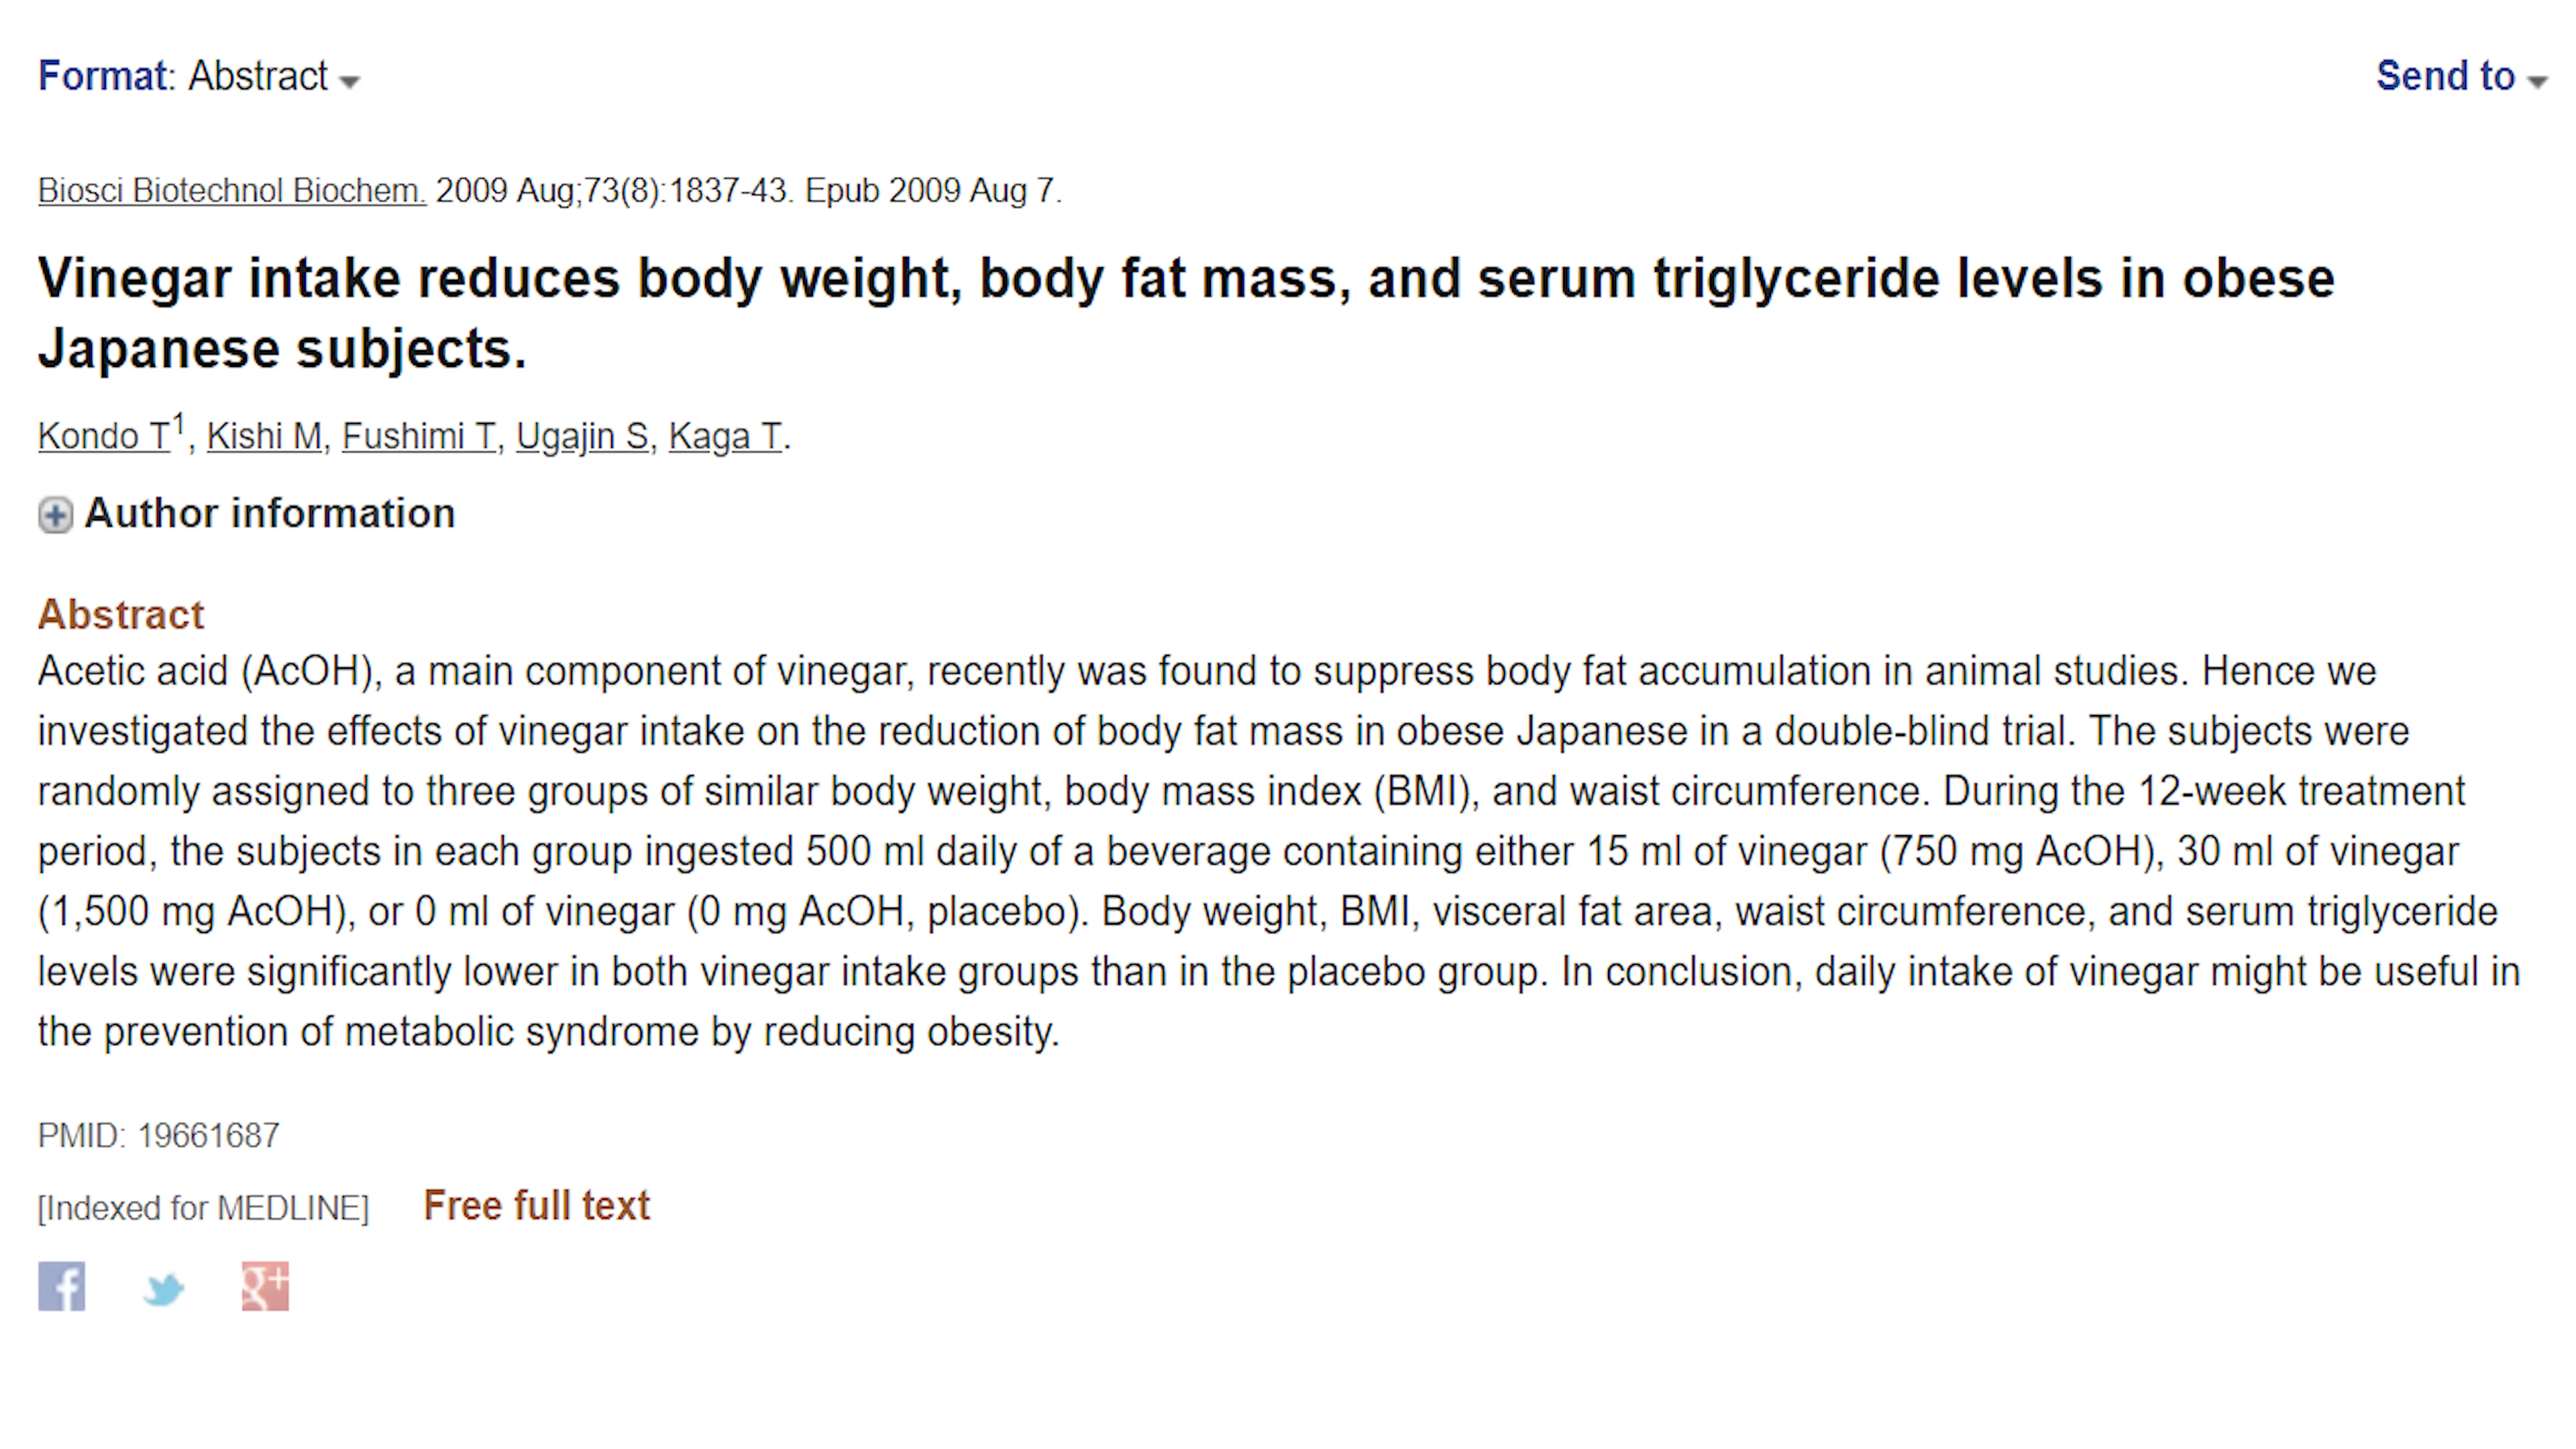 Format: Abstract
Send to
Biosci Biotechnol Biochem. 2009 Aug;73(8):1837-43. Epub 2009 Aug 7.
Vinegar intake reduces body weight, body fat mass, and serum triglyceride levels in obese
Japanese subjects.
Kondo T1, Kishi M, Fushimi T, Ugajin S, Kaga T.
Author information
Abstract
Acetic acid (AcOH), a main component of vinegar, recently was found to suppress body fat accumulation in animal studies. Hence we
investigated the effects of vinegar intake on the reduction of body fat mass in obese Japanese in a double-blind trial. The subjects were
randomly assigned to three groups of similar body weight, body mass index (BMI), and waist circumference. During the 12-week treatment
period, the subjects in each group ingested 500 ml daily of a beverage containing either 15 ml of vinegar (750 mg AcOH), 30 ml of vinegar
(1,500 mg AcOH), or 0 ml of vinegar (0 mg AcOH, placebo). Body weight, BMI, visceral fat area, waist circumference, and serum triglyceride
levels were significantly lower in both vinegar intake groups than in the placebo group. In conclusion, daily intake of vinegar might be useful in
the prevention of metabolic syndrome by reducing obesity.
PMID: 19661687
[Indexed for MEDLINE] Free full text
f g+